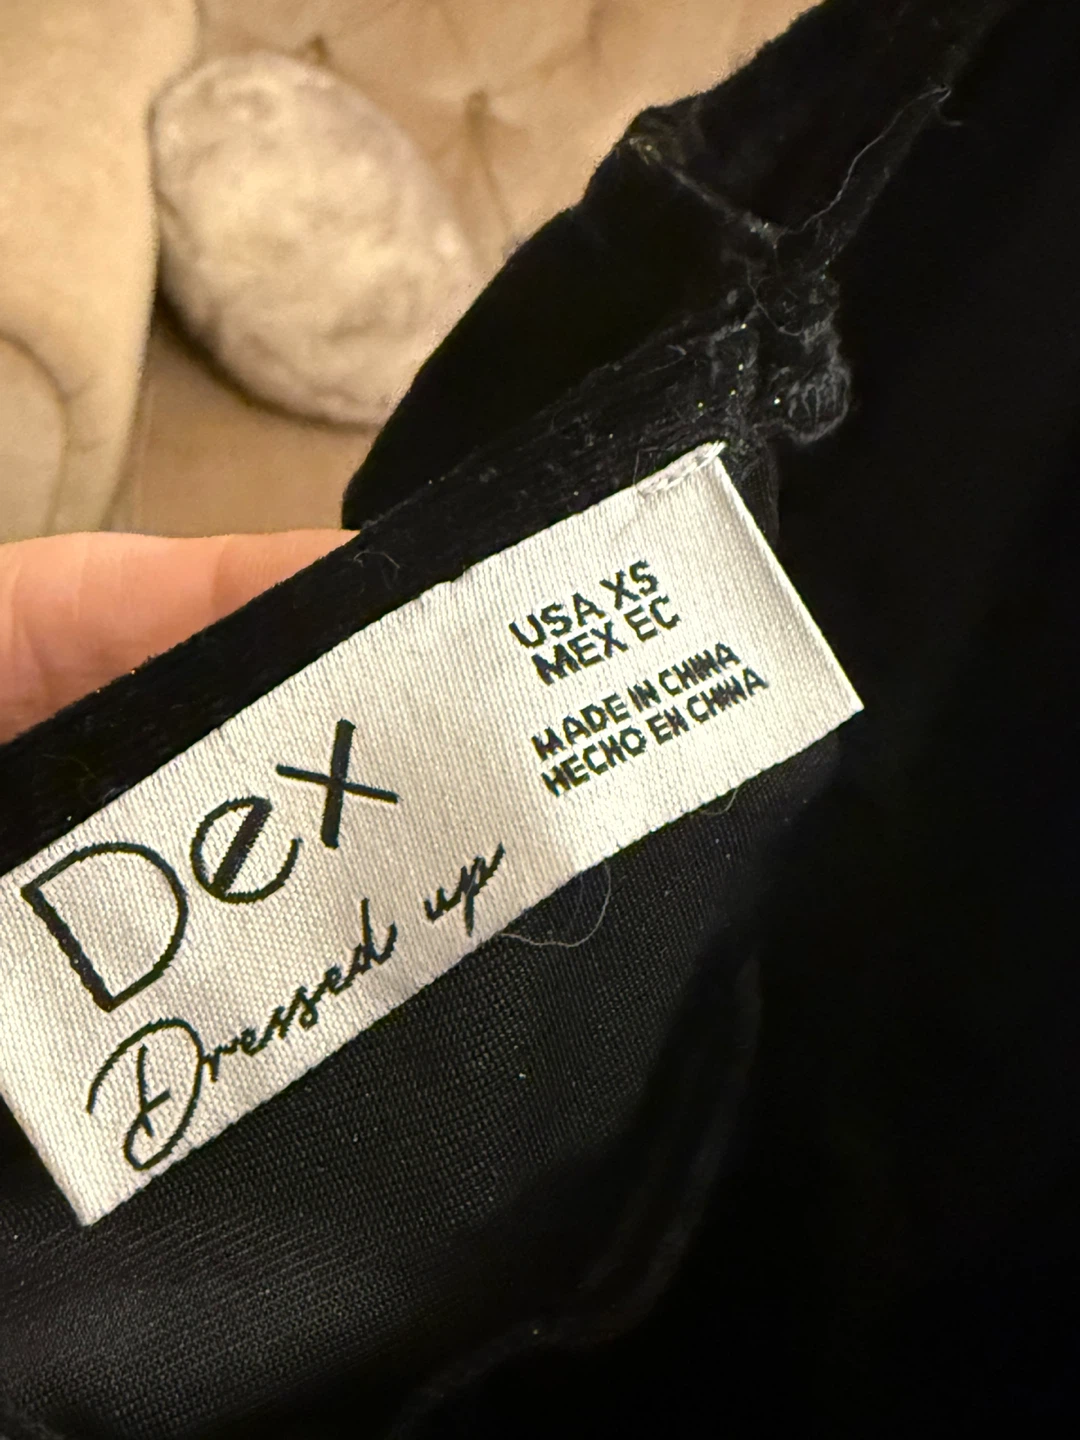 Dex
Dressed up
USA XS
MEX EC
MADE IN CHINA
HECHO EN CHINA